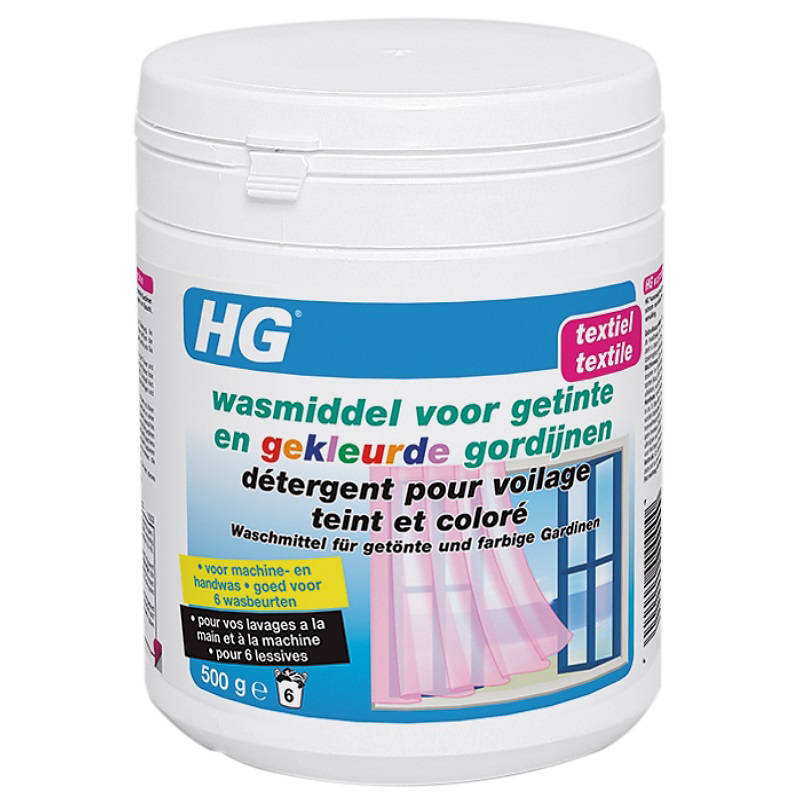 HG®
textiel
textile
wasmiddel voor getinte
en gekleurde gordijnen
détergent pour voilage
teint et coloré
Waschmittel für getönte und farbige Gardinen
• voor machine- en
handwas • goed voor
6 wasbeurten
• pour vos lavages a la
main et à la machine
• pour 6 lessives
500 g e 6
HG